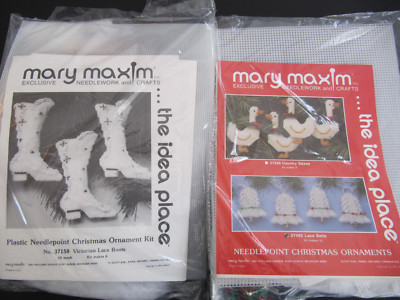 mary maxim
EXCLUSIVE NEEDLEWORK and CRAFTS
... the idea place
Plastic Needlepoint Christmas Ornament Kit
No. 37158 Victorian Lace Boots
mary maxim
EXCLUSIVE NEEDLEWORK and CRAFTS
... the idea place
Country Geese
Lace Bells
NEEDLEPOINT CHRISTMAS ORNAMENTS